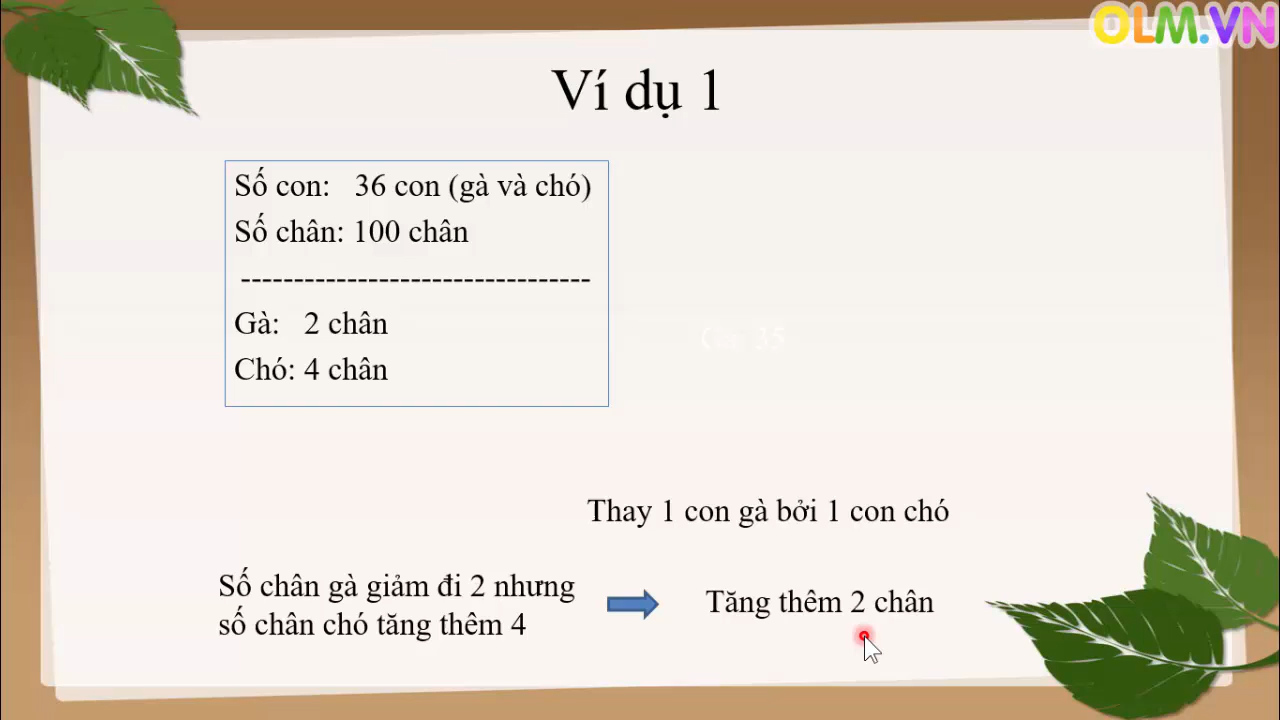 OLM.VN
Ví dụ 1
Số con: 36 con (gà và chó)
Số chân: 100 chân
---------------------------------
Gà: 2 chân
Chó: 4 chân
35
Thay 1 con gà bởi 1 con chó
Số chân gà giảm đi 2 nhưng
số chân chó tăng thêm 4
Tăng thêm 2 chân